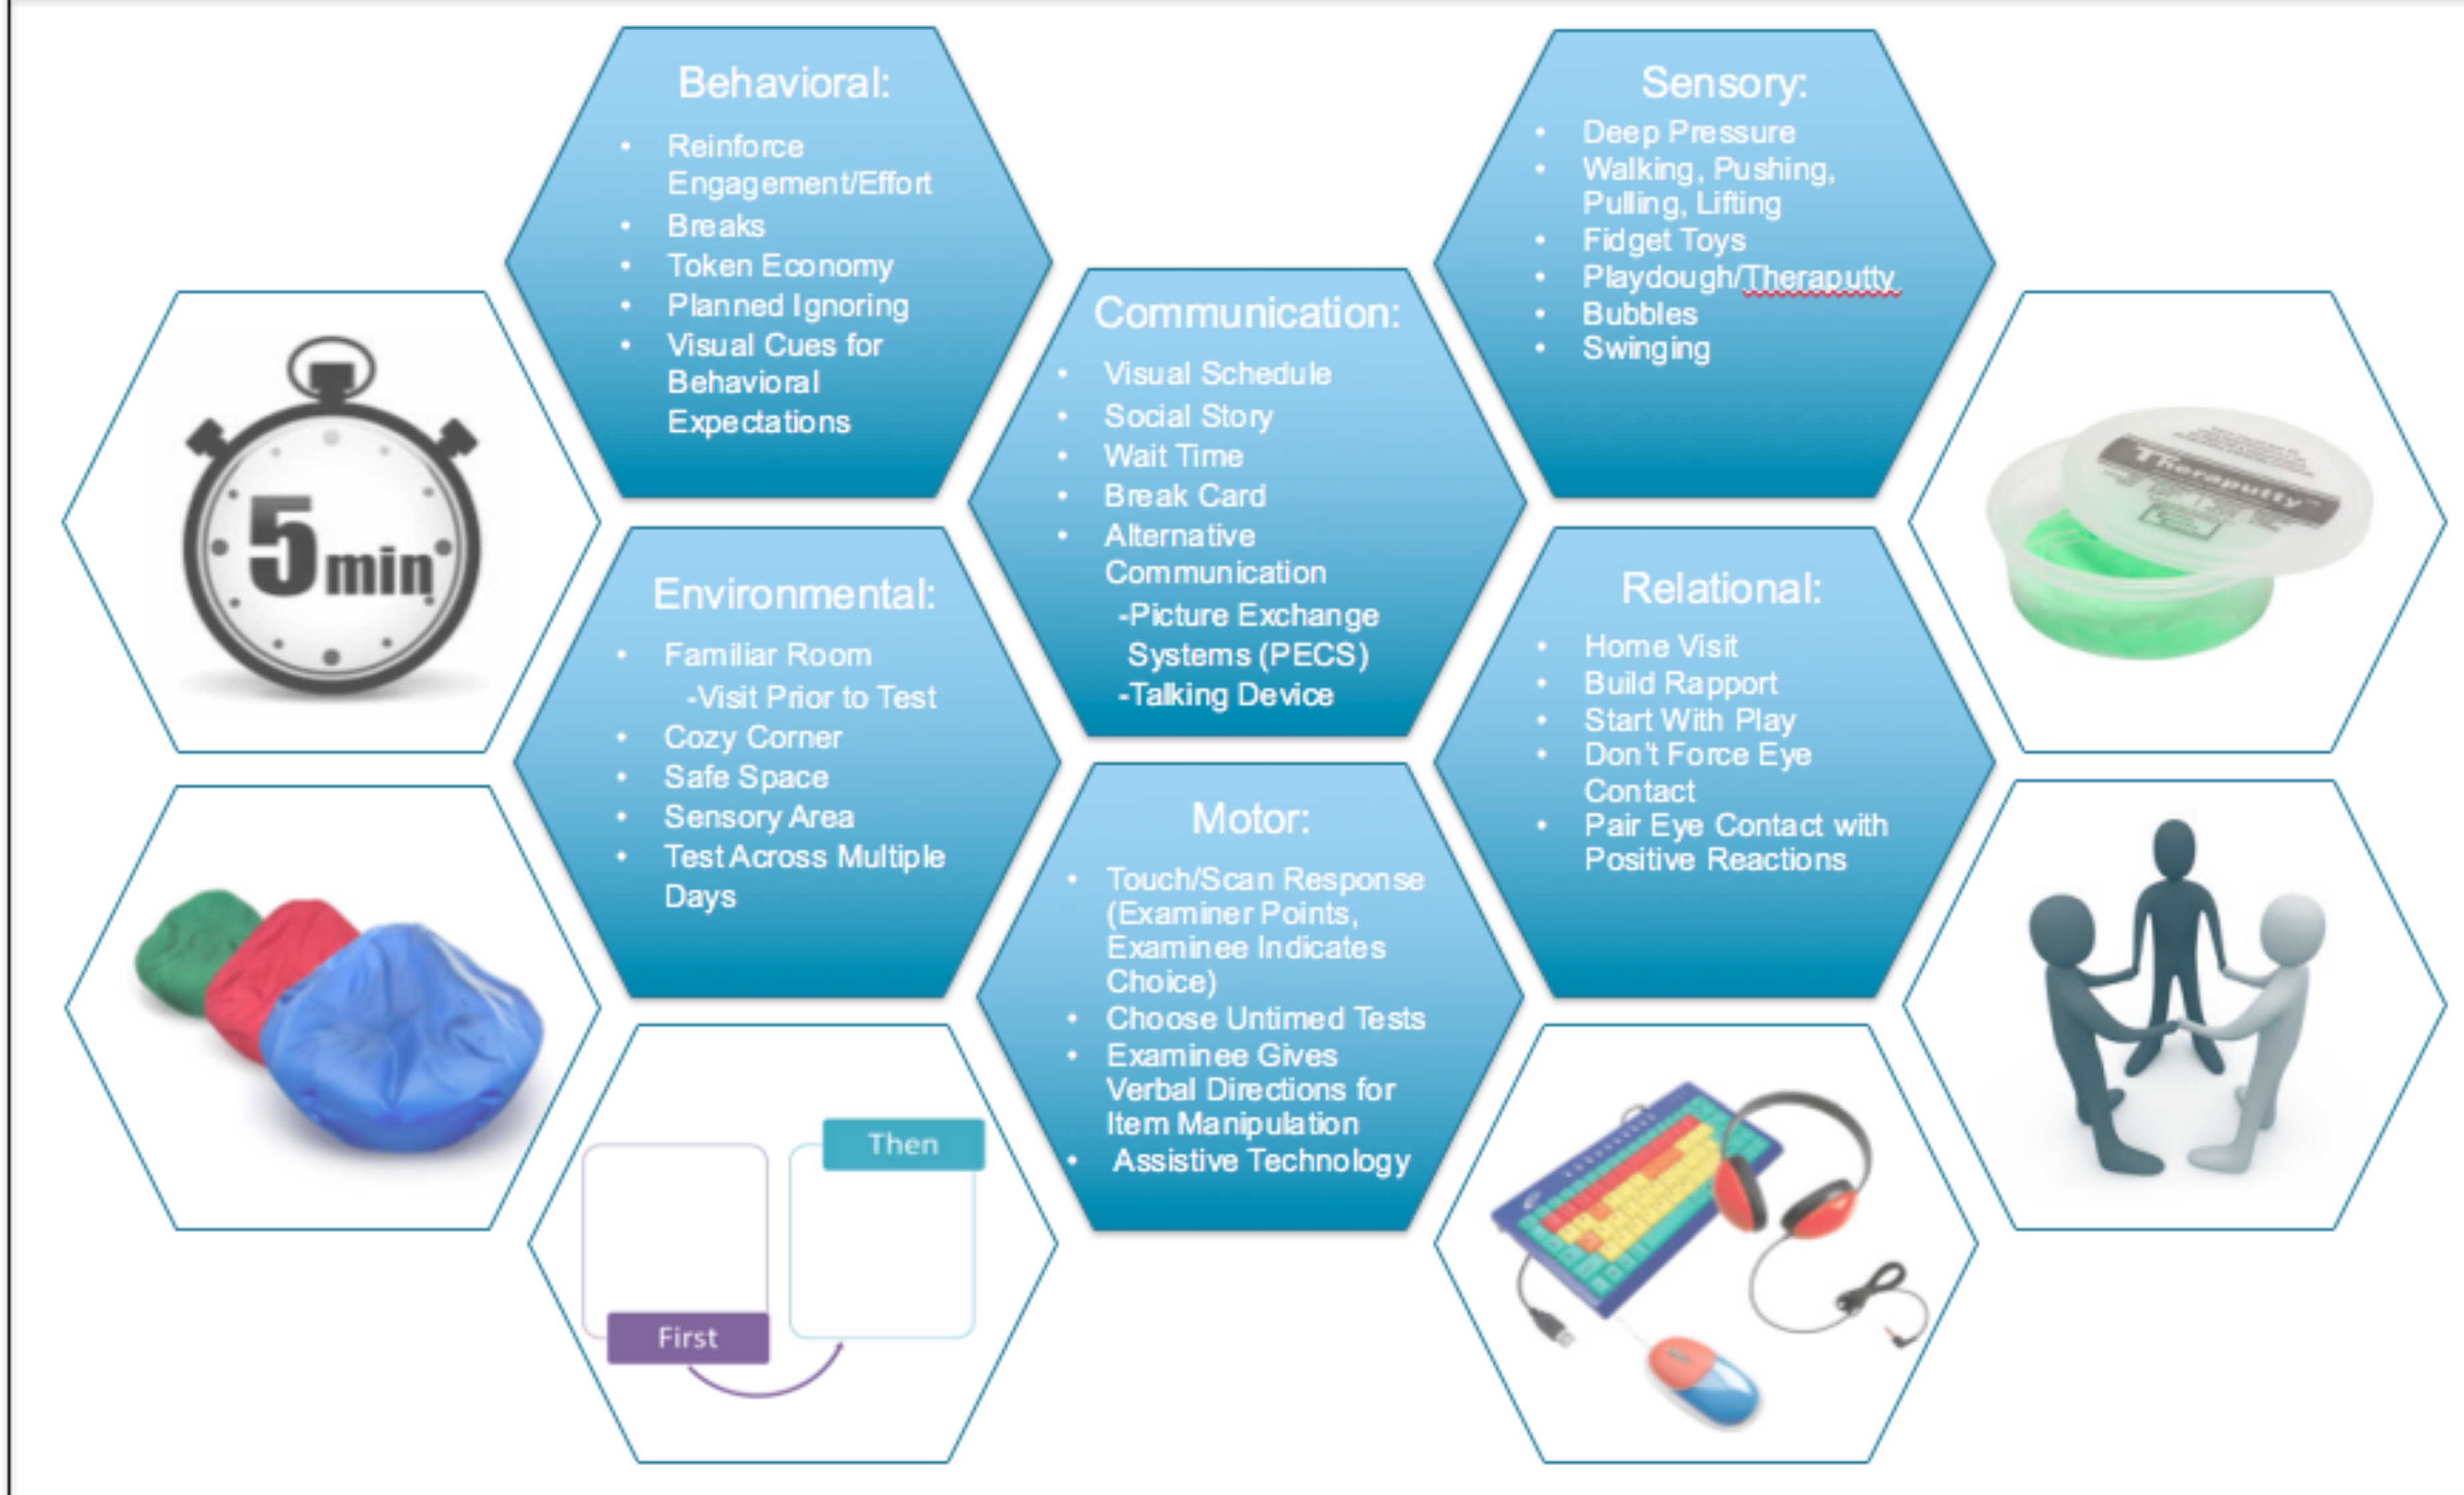 Behavioral:
• Reinforce
Engagement/Effort
• Breaks
• Token Economy
• Planned Ignoring
• Visual Cues for
Behavioral
Expectations
Sensory:
• Deep Pressure
• Walking, Pushing,
Pulling, Lifting
• Fidget Toys
• Playdough/Theraputty
• Bubbles
• Swinging
Communication:
• Visual Schedule
• Social Story
• Wait Time
• Break Card
• Alternative
Communication
-Picture Exchange
Systems (PECS)
-Talking Device
5 min
Theraputty
Environmental:
• Familiar Room
-Visit Prior to Test
• Cozy Corner
• Safe Space
• Sensory Area
• Test Across Multiple
Days
Relational:
• Home Visit
• Build Rapport
• Start With Play
• Don't Force Eye
Contact
• Pair Eye Contact with
Positive Reactions
Motor:
• Touch/Scan Response
(Examiner Points,
Examinee Indicates
Choice)
• Choose Untimed Tests
• Examinee Gives
Verbal Directions for
Item Manipulation
• Assistive Technology
Then
First